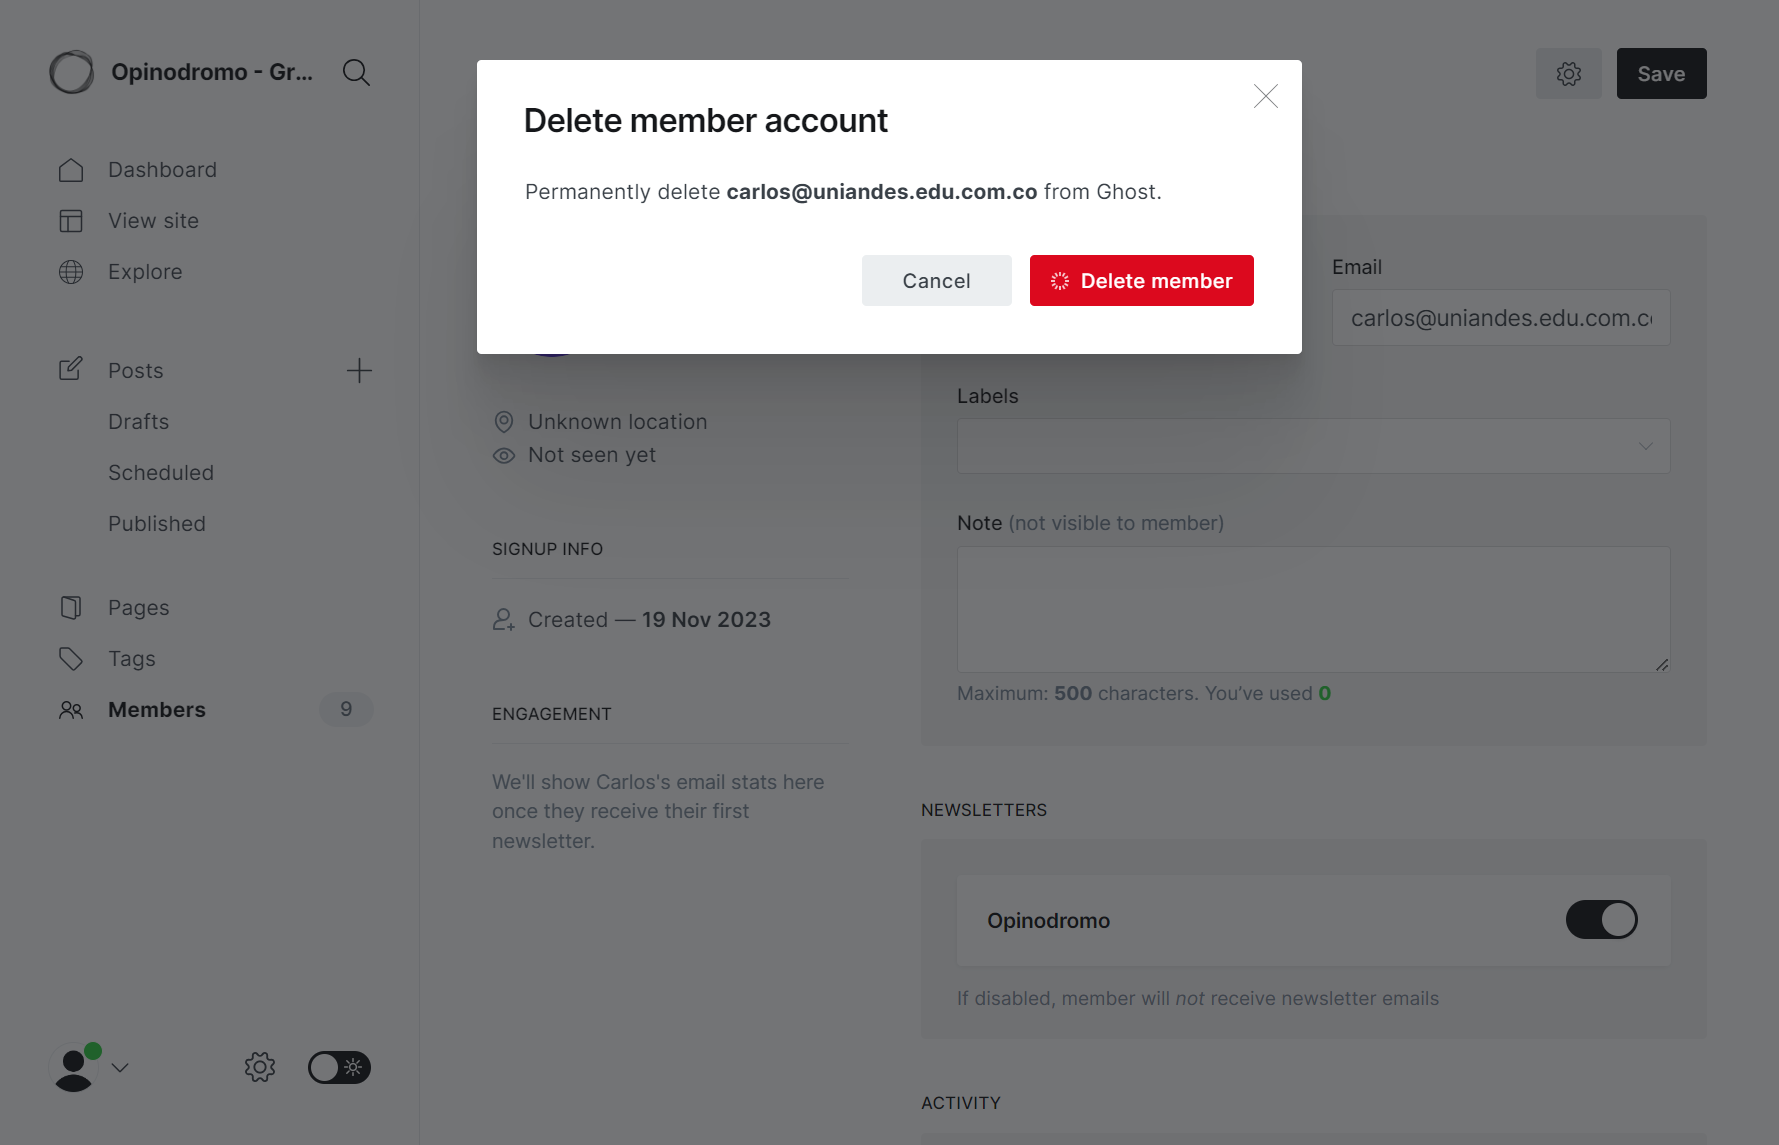 Opinodromo - Gr...
Dashboard
View site
Explore
Posts
Drafts
Scheduled
Published
Pages
Tags
Members
9
Save
Delete member account
Permanently delete carlos@uniandes.edu.com.co from Ghost.
Cancel
Delete member
Unknown location
Not seen yet
SIGNUP INFO
Created — 19 Nov 2023
ENGAGEMENT
We'll show Carlos's email stats here
once they receive their first
newsletter.
Email
carlos@uniandes.edu.com.c
Labels
Note (not visible to member)
Maximum: 500 characters. You’ve used 0
NEWSLETTERS
Opinodromo
If disabled, member will not receive newsletter emails
ACTIVITY